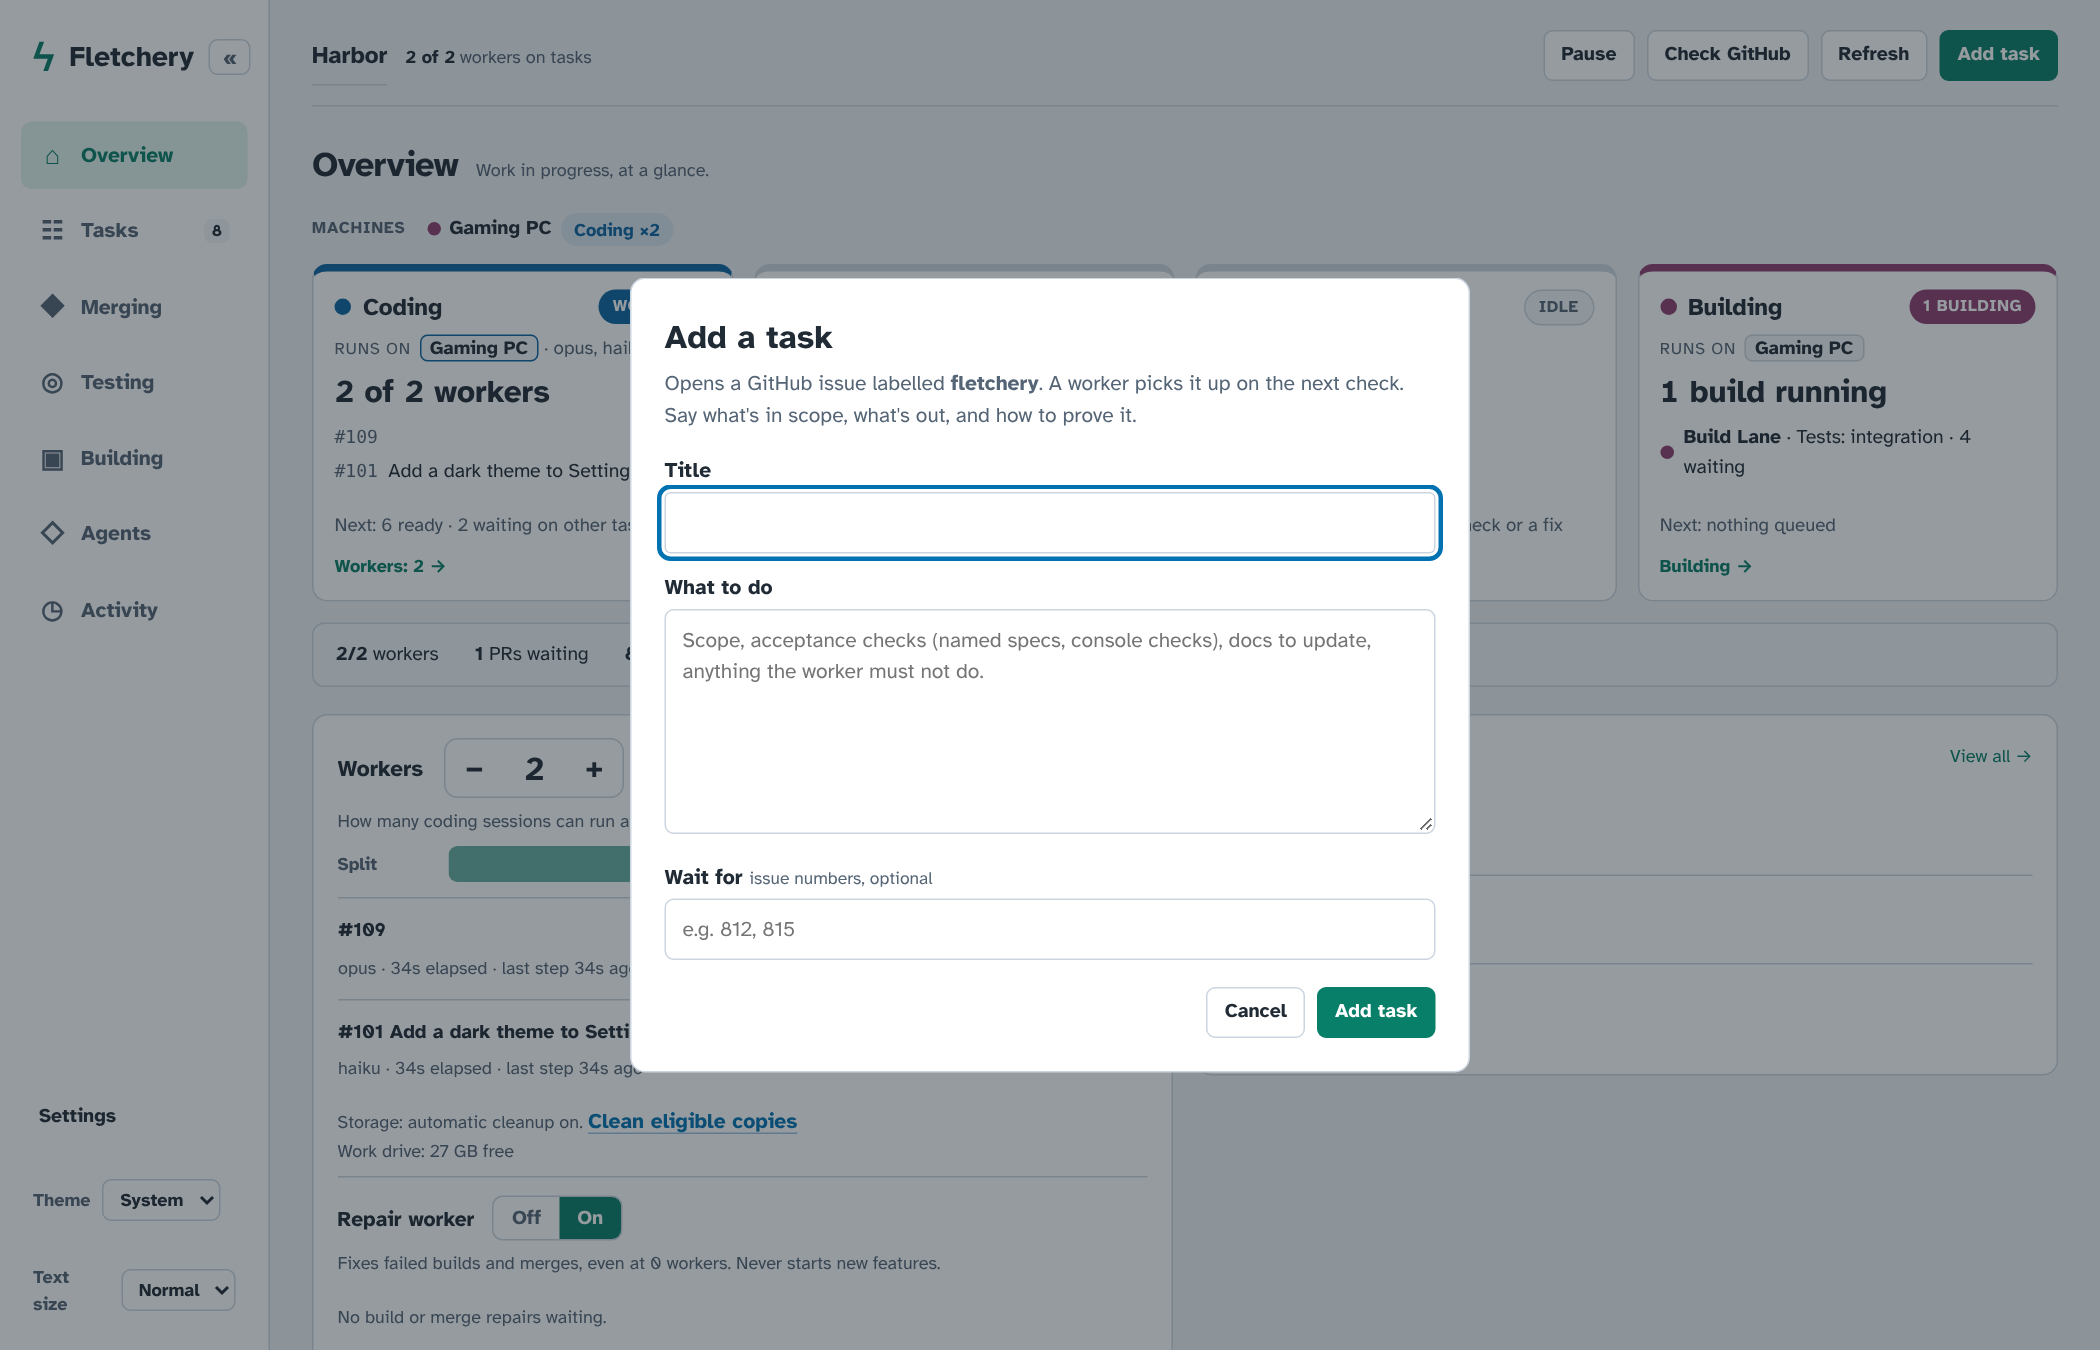 Fletchery «
Overview
Tasks 8
Merging
Testing
Building
Agents
Activity
Settings
Theme System
Text size Normal
Harbor 2 of 2 workers on tasks
Pause Check GitHub Refresh Add task
Overview Work in progress, at a glance.
MACHINES Gaming PC Coding ×2
Coding
RUNS ON Gaming PC · opus,
2 of 2 workers
#109
#101 Add a dark theme to Setting
Next: 6 ready · 2 waiting on other
Workers: 2 →
IDLE
or a fix
Building 1 BUILDING
RUNS ON Gaming PC
1 build running
Build Lane · Tests: integration · 4
waiting
Next: nothing queued
Building →
2/2 workers 1 PRs waiting
Workers − 2 +
How many coding sessions can run
Split
#109
opus · 34s elapsed · last step 34s ago
#101 Add a dark theme to
haiku · 34s elapsed · last step 34s ago
Storage: automatic cleanup on. Clean eligible copies
Work drive: 27 GB free
Repair worker Off On
Fixes failed builds and merges, even at 0 workers. Never starts new features.
No build or merge repairs waiting.
View all →
Add a task
Opens a GitHub issue labelled fletchery. A worker picks it up on the next check.
Say what's in scope, what's out, and how to prove it.
Title
What to do
Scope, acceptance checks (named specs, console checks), docs to update,
anything the worker must not do.
Wait for issue numbers, optional
e.g. 812, 815
Cancel Add task